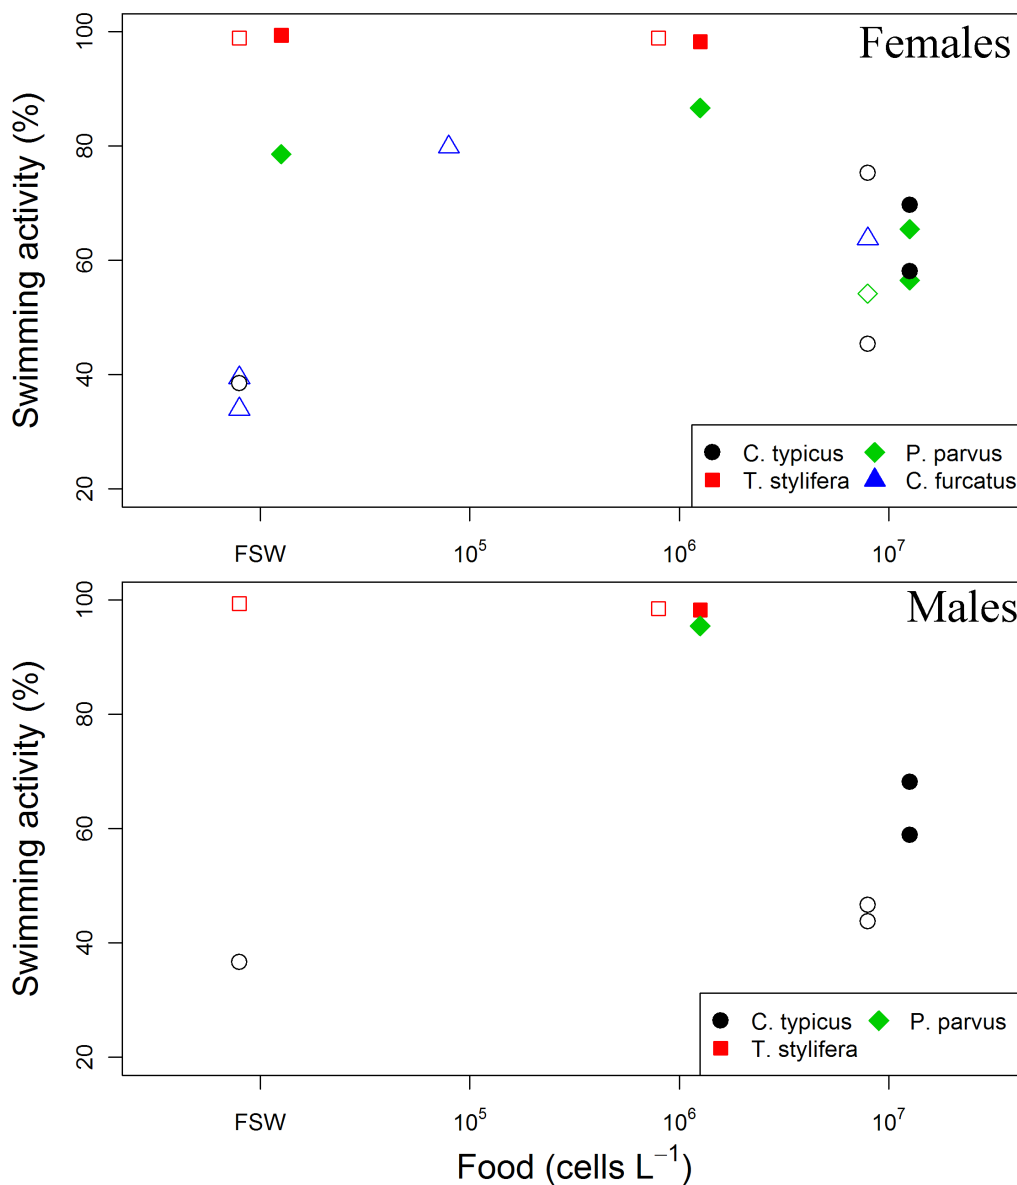 Females
Swimming activity (%)
100
80
60
40
20
C. typicus
P. parvus
T. stylifera
C. furcatus
FSW
10⁵
10⁶
10⁷
Males
Swimming activity (%)
100
80
60
40
20
C. typicus
P. parvus
T. stylifera
FSW
10⁵
10⁶
10⁷
Food (cells L⁻¹)